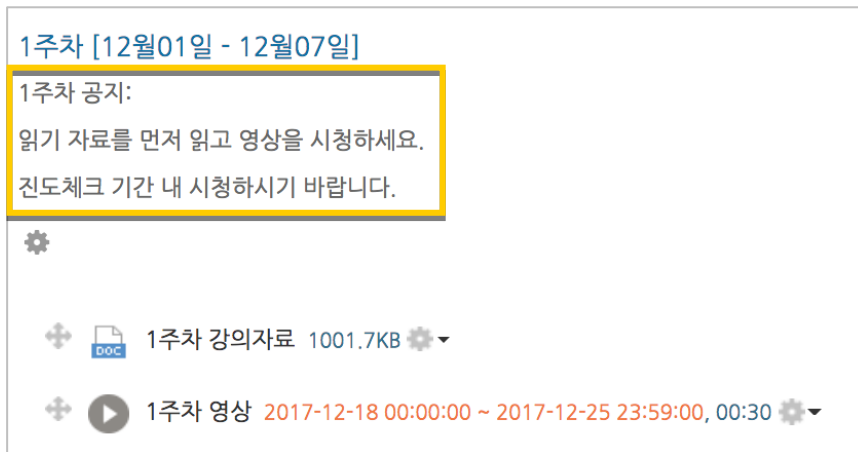 1주차 [12월01일 - 12월07일]
1주차 공지:
읽기 자료를 먼저 읽고 영상을 시청하세요.
진도체크 기간 내 시청하시기 바랍니다.
DOC 1주차 강의자료 1001.7KB
1주차 영상 2017-12-18 00:00:00 ~ 2017-12-25 23:59:00, 00:30